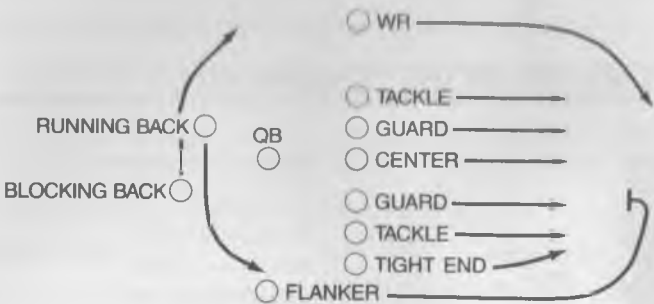 WR
TACKLE
RUNNING BACK
QB
GUARD
CENTER
BLOCKING BACK
GUARD
TACKLE
TIGHT END
FLANKER